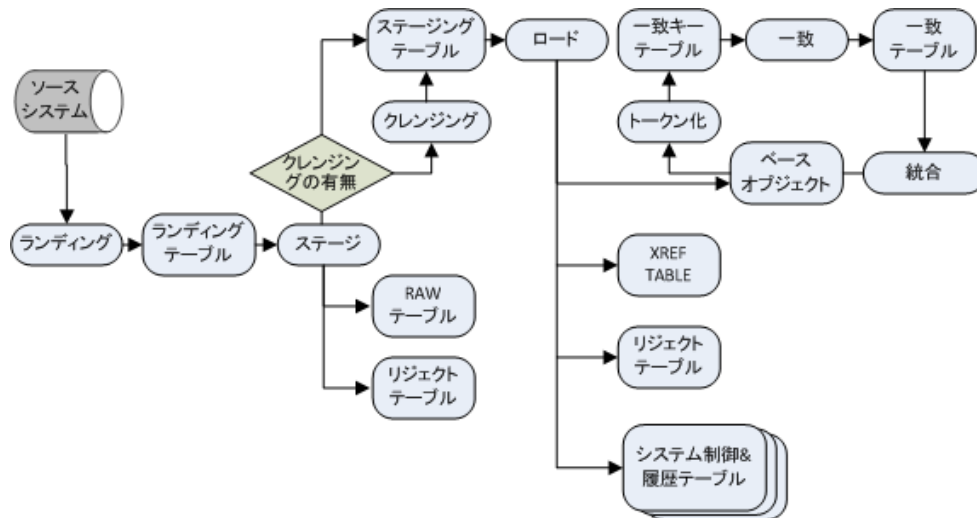 ソース
システム
ランディング
ランディング
テーブル
ステージ
クレンジン
グの有無
クレンジング
ステージング
テーブル
RAW
テーブル
リジェクト
テーブル
ロード
一致キー
テーブル
一致
一致
テーブル
トークン化
ベース
オブジェクト
統合
XREF
TABLE
リジェクト
テーブル
システム制御&
履歴テーブル